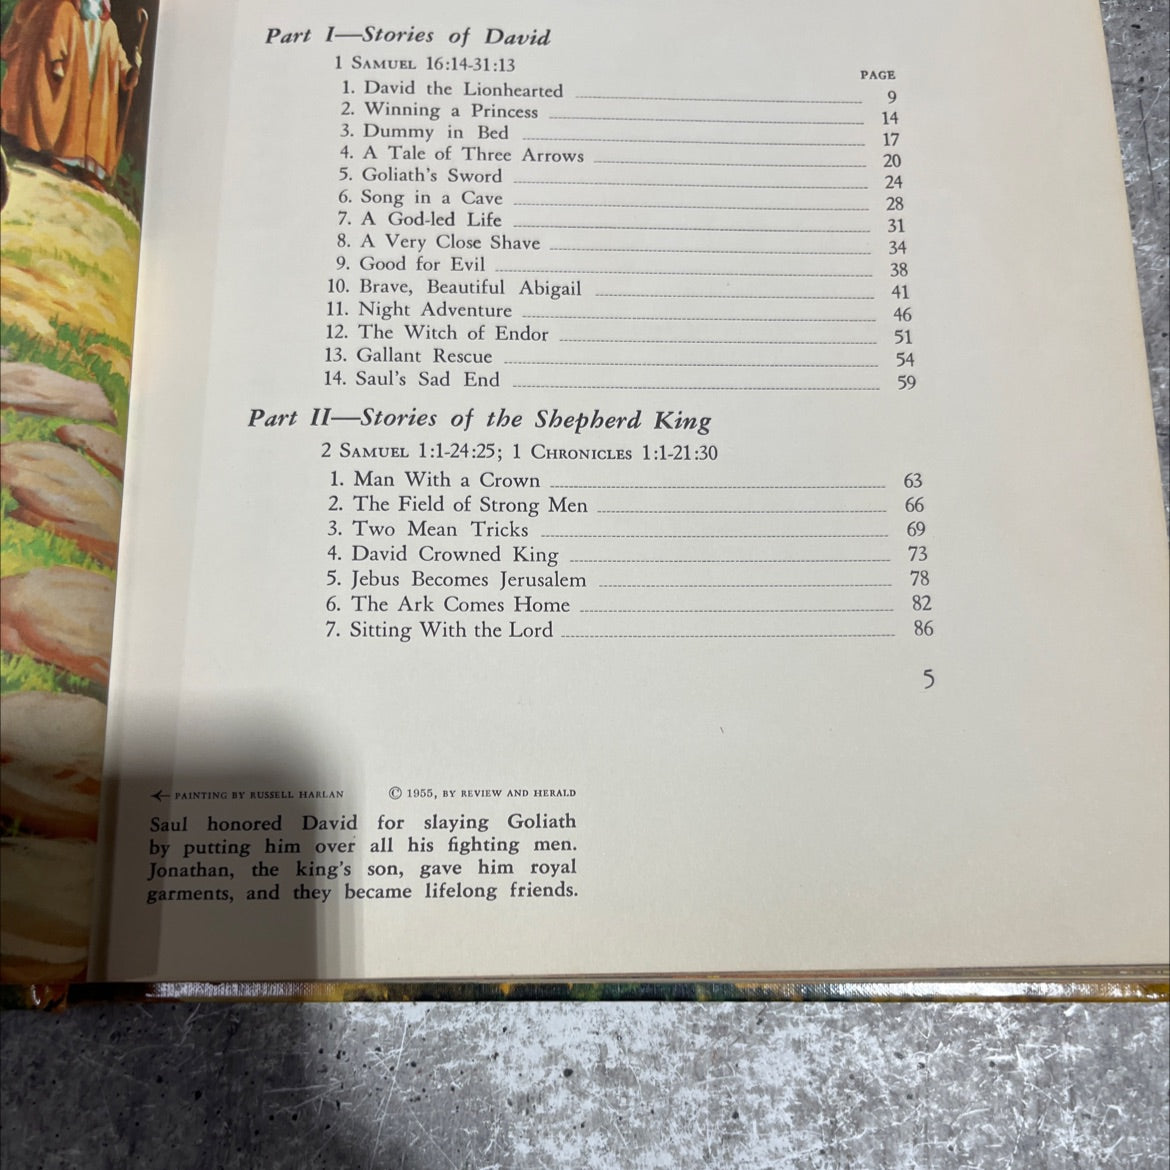 Part I—Stories of David
1 SAMUEL 16:14-31:13
PAGE
1. David the Lionhearted 9
2. Winning a Princess 14
3. Dummy in Bed 17
4. A Tale of Three Arrows 20
5. Goliath's Sword 24
6. Song in a Cave 28
7. A God-led Life 31
8. A Very Close Shave 34
9. Good for Evil 38
10. Brave, Beautiful Abigail 41
11. Night Adventure 46
12. The Witch of Endor 51
13. Gallant Rescue 54
14. Saul's Sad End 59
Part II—Stories of the Shepherd King
2 SAMUEL 1:1-24:25; 1 CHRONICLES 1:1-21:30
1. Man With a Crown 63
2. The Field of Strong Men 66
3. Two Mean Tricks 69
4. David Crowned King 73
5. Jebus Becomes Jerusalem 78
6. The Ark Comes Home 82
7. Sitting With the Lord 86
5
← PAINTING BY RUSSELL HARLAN © 1955, BY REVIEW AND HERALD
Saul honored David for slaying Goliath
by putting him over all his fighting men.
Jonathan, the king's son, gave him royal
garments, and they became lifelong friends.